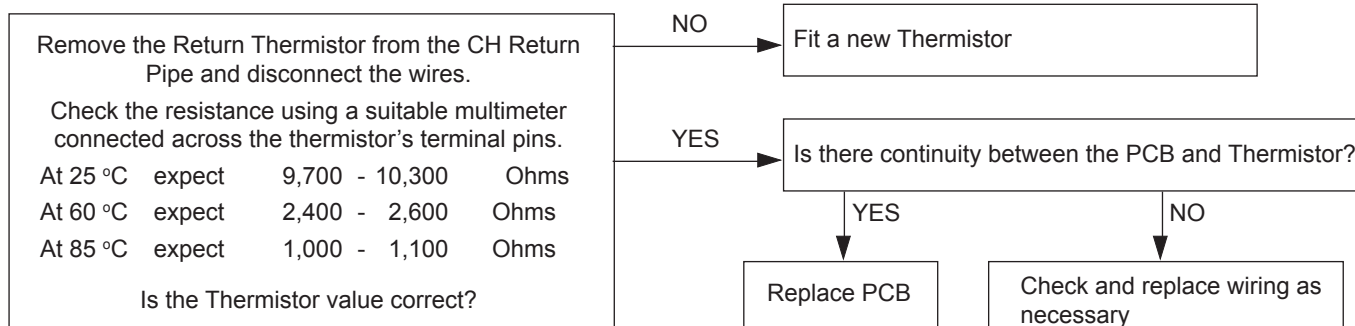 Remove the Return Thermistor from the CH Return
Pipe and disconnect the wires.
Check the resistance using a suitable multimeter
connected across the thermistor's terminal pins.
At 25 °C expect 9,700 - 10,300 Ohms
At 60 °C expect 2,400 - 2,600 Ohms
At 85 °C expect 1,000 - 1,100 Ohms
Is the Thermistor value correct?
NO
Fit a new Thermistor
YES
Is there continuity between the PCB and Thermistor?
YES
Replace PCB
NO
Check and replace wiring as
necessary